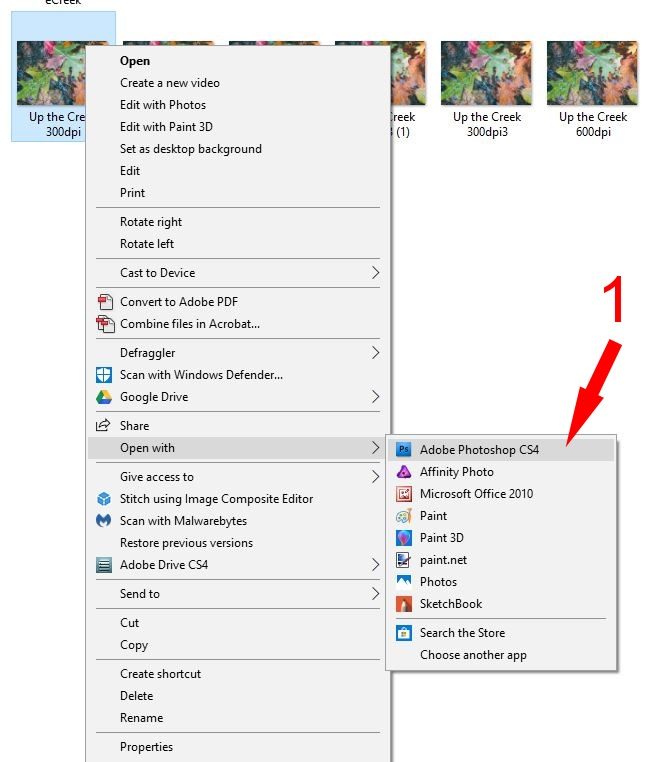 eCreek
Up the Cre
300dpi
Creek
(1)
Up the Creek
300dpi3
Up the Creek
600dpi
Open
Create a new video
Edit with Photos
Edit with Paint 3D
Set as desktop background
Edit
Print
Rotate right
Rotate left
Cast to Device
Convert to Adobe PDF
Combine files in Acrobat...
Defraggler
Scan with Windows Defender...
Google Drive
Share
Open with
Give access to
Stitch using Image Composite Editor
Scan with Malwarebytes
Restore previous versions
Adobe Drive CS4
Send to
Cut
Copy
Create shortcut
Delete
Rename
Properties
1
Ps Adobe Photoshop CS4
Affinity Photo
Microsoft Office 2010
Paint
Paint 3D
paint.net
Photos
SketchBook
Search the Store
Choose another app